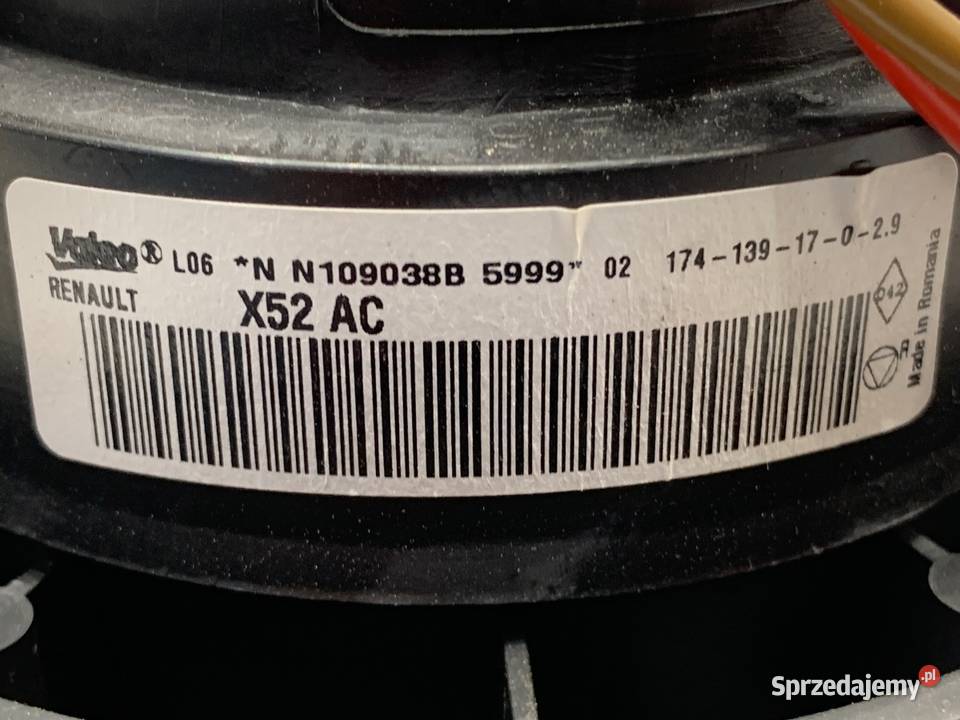 Valeo® L06 *N N109038B 5999* 02 174-139-17-0-2.9
RENAULT X52 AC
Made in Romania
Sprzedajemy.pl